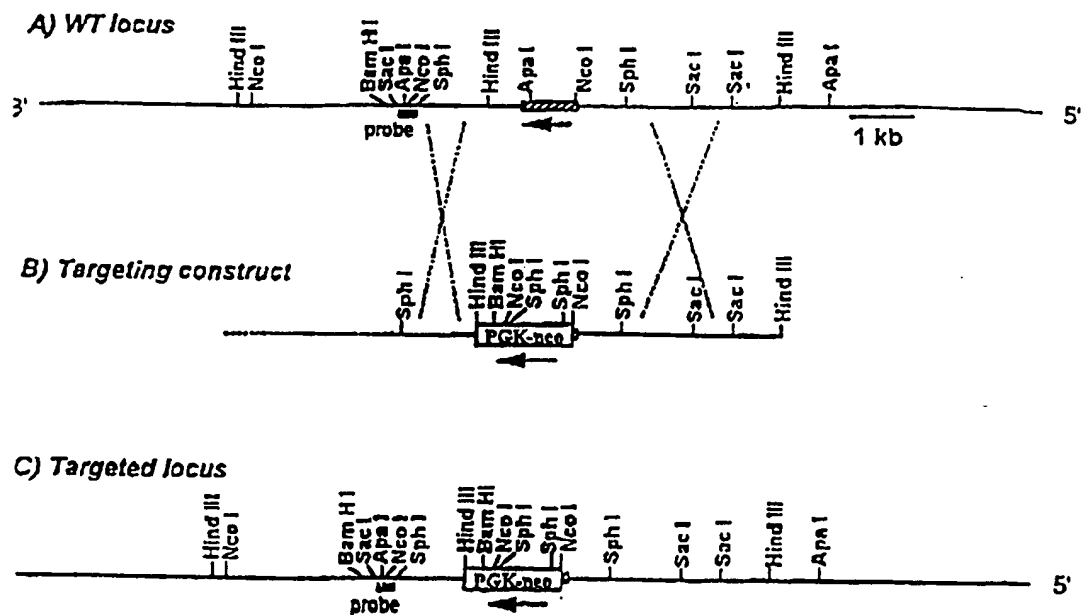 A) WT locus
Hind III
Nco I
Bam HI
Sac I
Apa I
Nco I
Sph I
Hind III
Apa I
Nco I
Sph I
Sac I
Sac I
Hind III
Apa I
3'
5'
probe
1 kb
B) Targeting construct
Sph I
Hind III
Bam HI
Nco I
Sph I
Sph I
Nco I
Sph I
Sac I
Sac I
Hind III
PGK-neo
C) Targeted locus
Hind III
Nco I
Bam H I
Sac I
Apa I
Nco I
Sph I
Hind III
Bam HI
Nco I
Sph I
Sph I
Nco I
Sph I
Sac I
Sac I
Hind III
Apa I
PGK-neo
5'
probe